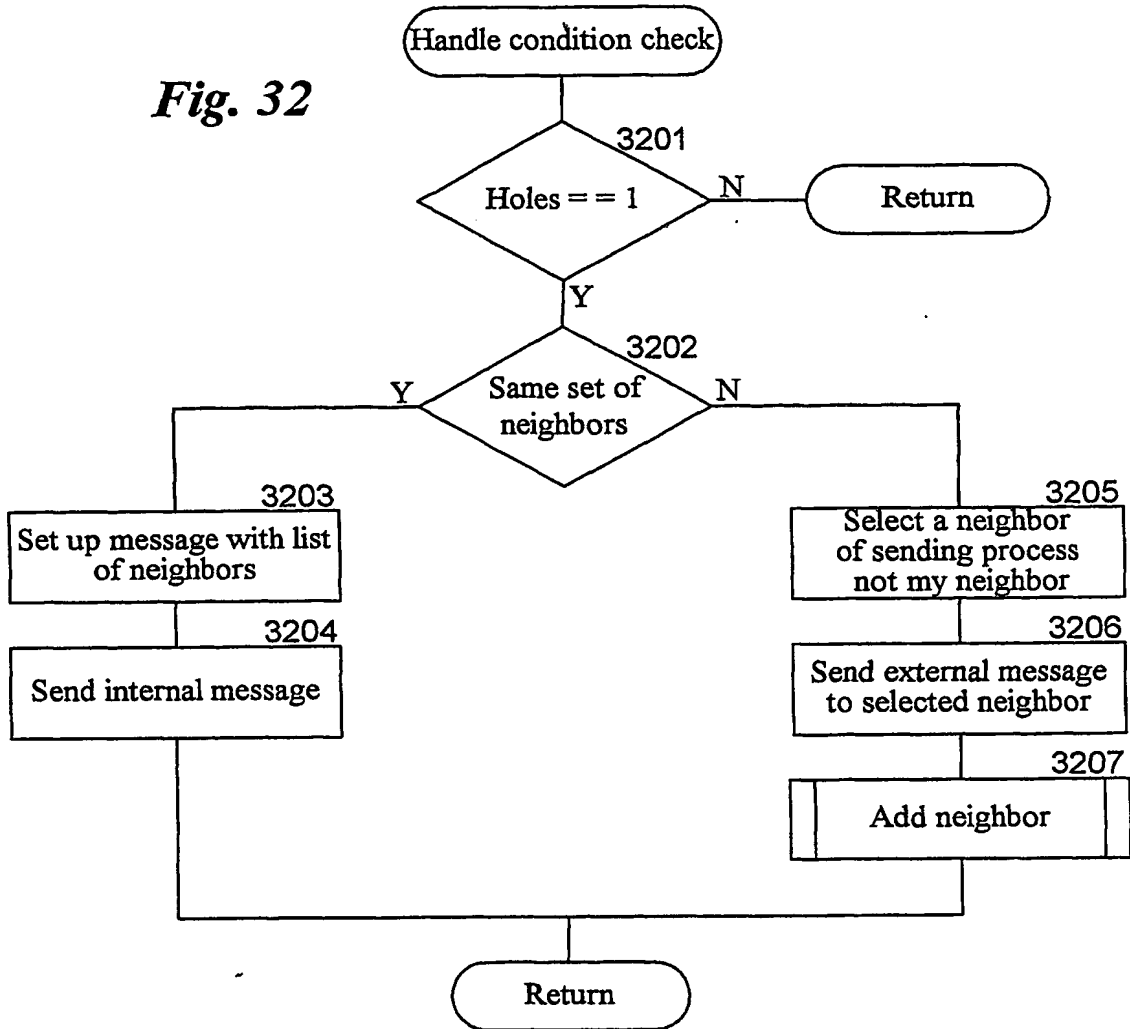 Handle condition check
Fig. 32
3201
Holes = = 1
N
Return
Y
3202
Same set of
neighbors
Y
N
3203
Set up message with list
of neighbors
3204
Send internal message
3205
Select a neighbor
of sending process
not my neighbor
3206
Send external message
to selected neighbor
3207
Add neighbor
Return